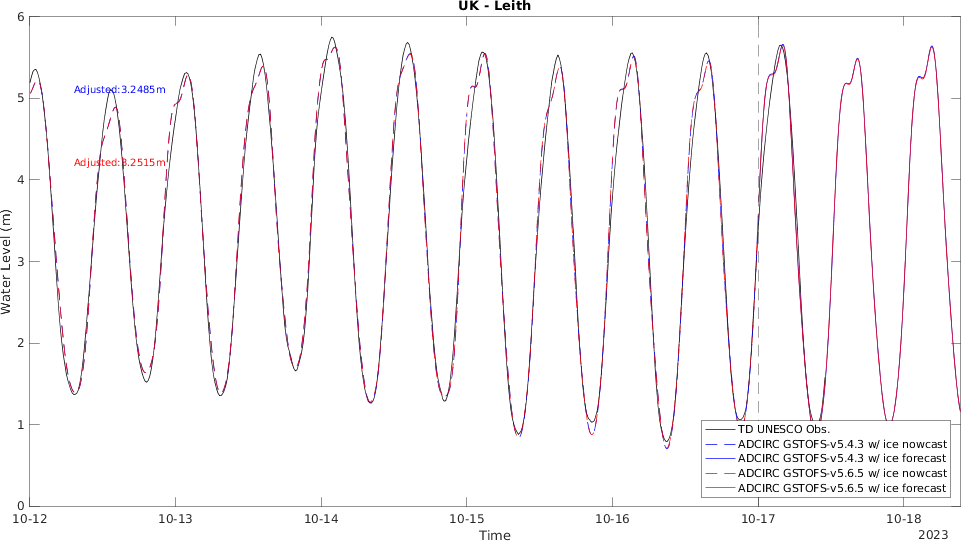 UK - Leith
6
5
4
3
2
1
0
Water Level (m)
Adjusted:3.2485m
Adjusted:3.2515m
TD UNESCO Obs.
ADCIRC GSTOFS-v5.4.3 w/ ice nowcast
ADCIRC GSTOFS-v5.4.3 w/ ice forecast
ADCIRC GSTOFS-v5.6.5 w/ ice nowcast
ADCIRC GSTOFS-v5.6.5 w/ ice forecast
10-12 10-13 10-14 10-15 10-16 10-17 10-18
Time
2023